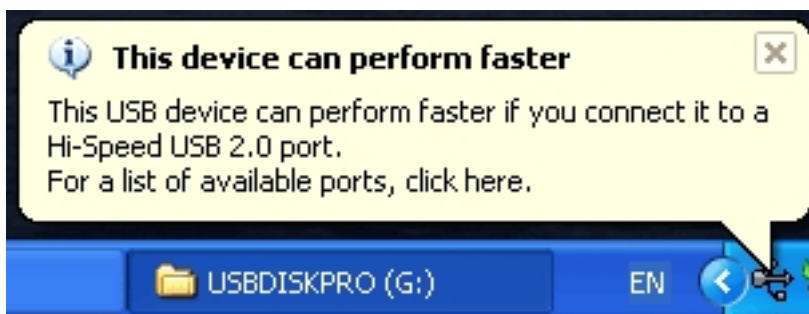 This device can perform faster
This USB device can perform faster if you connect it to a
Hi-Speed USB 2.0 port.
For a list of available ports, click here.
USBDISKPRO (G:)
EN